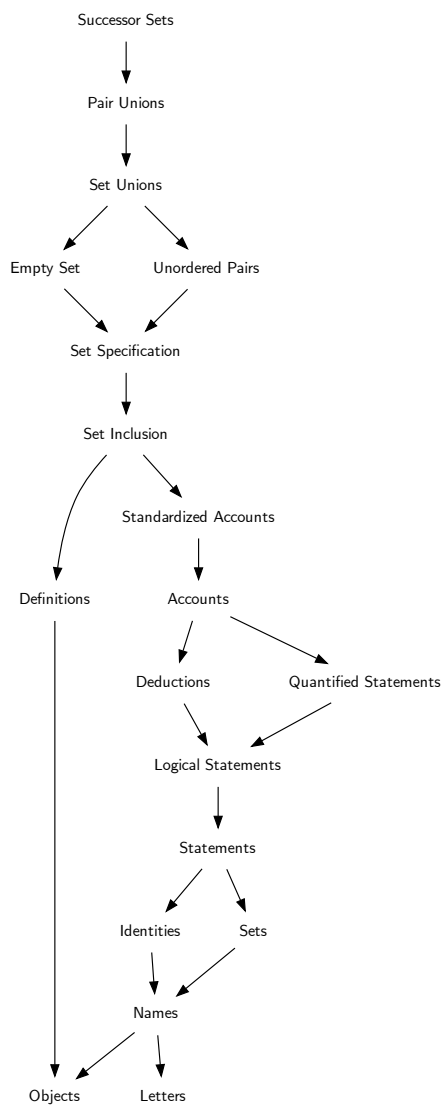 Successor Sets
Pair Unions
Set Unions
Empty Set
Unordered Pairs
Set Specification
Set Inclusion
Standardized Accounts
Definitions
Accounts
Deductions
Quantified Statements
Logical Statements
Statements
Identities
Sets
Names
Objects
Letters